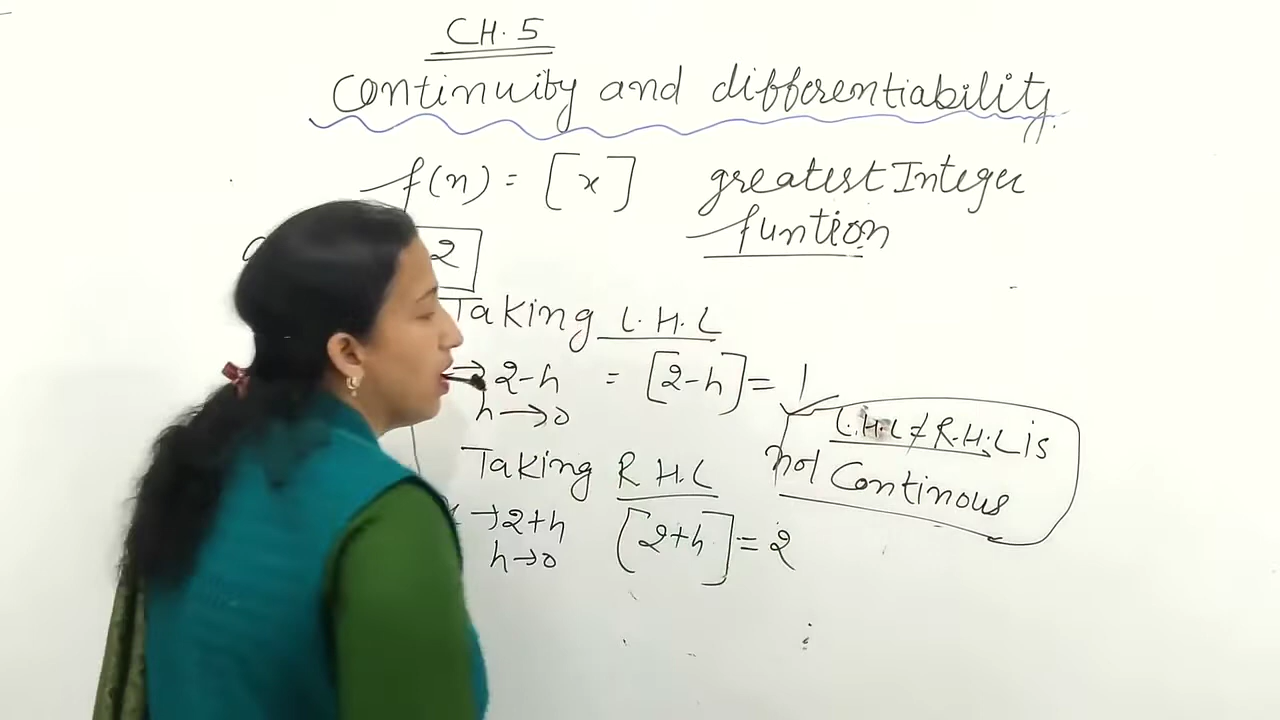 CH.5
Continuity and differentiability.
f(n) = [x] greatest Integer
funtion
2
Taking L.H.L
→ 2-h = [2-h] = 1
h→0
L.H.L ≠ R.H.L is
not Continous
Taking R H.L
x →2+h [2+h] = 2
h→0